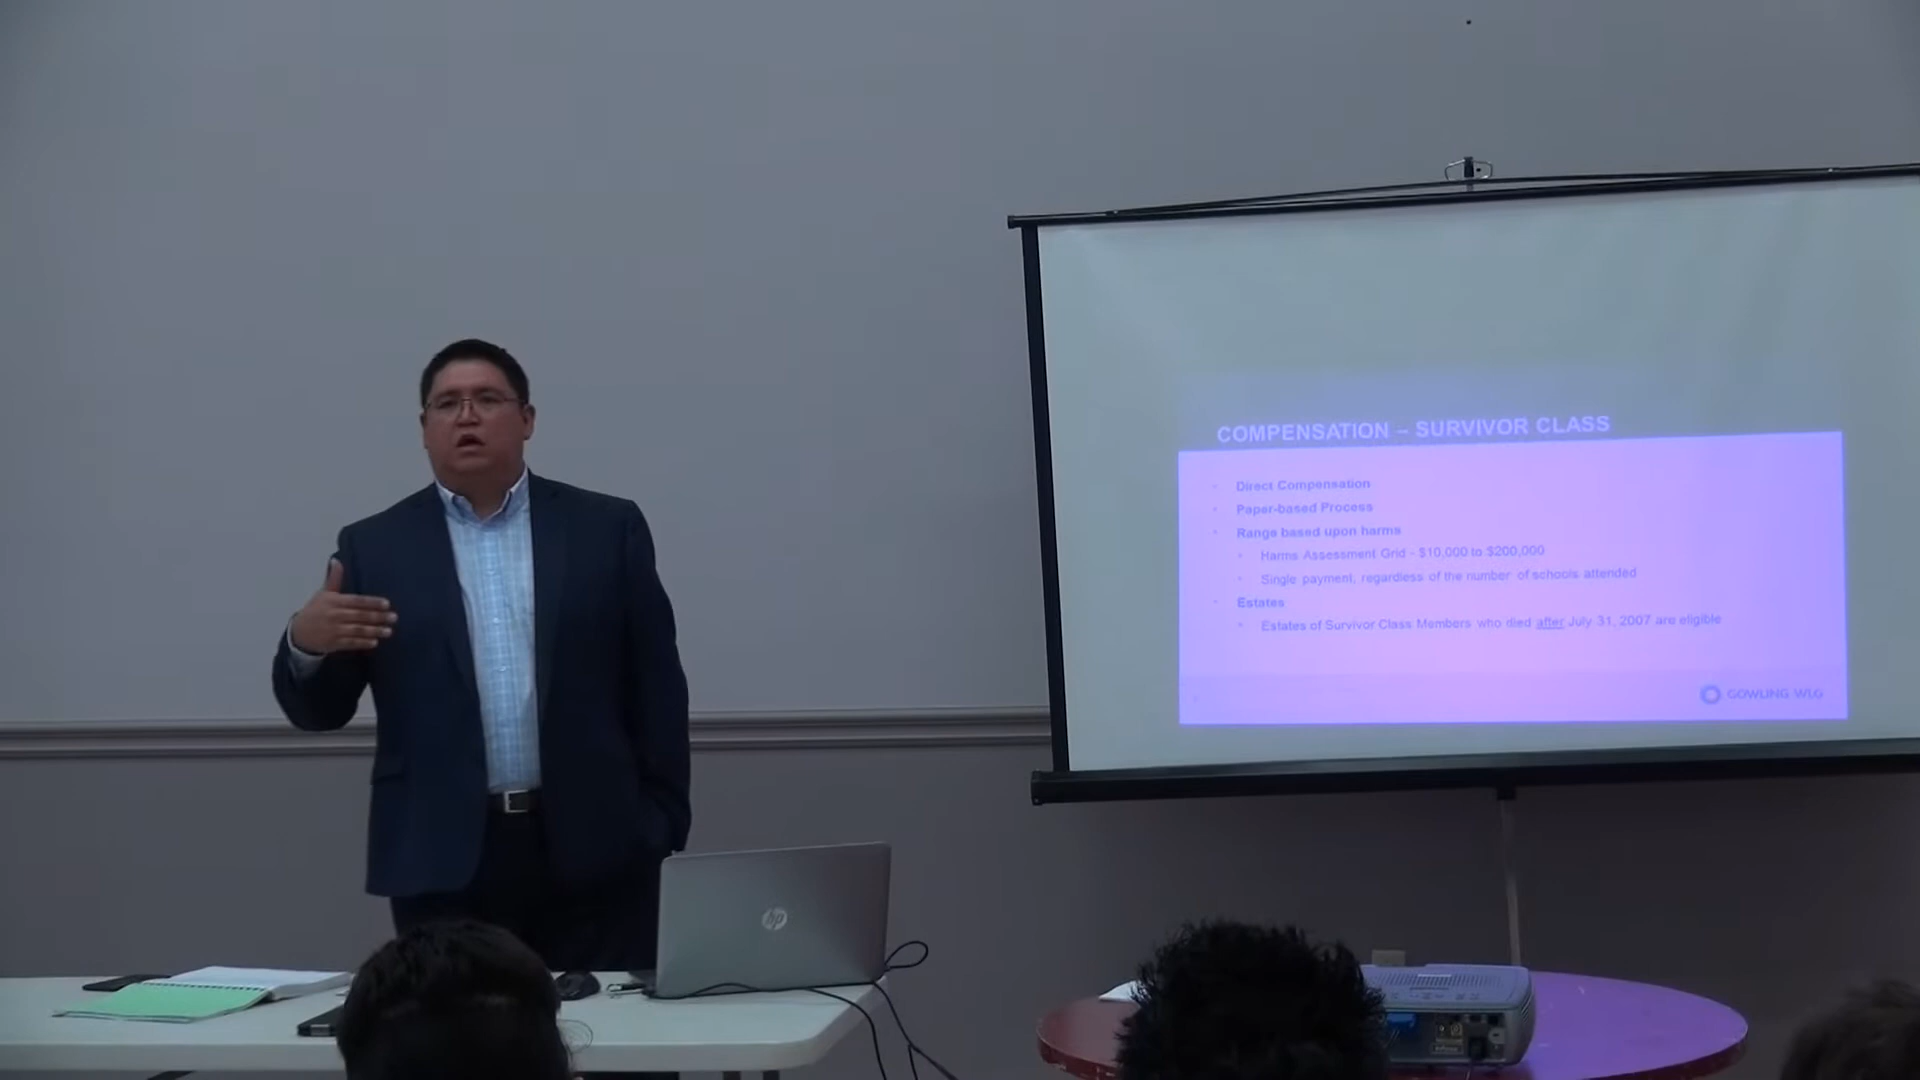 COMPENSATION – SURVIVOR CLASS
Direct Compensation
Paper-based Process
Range based upon harms
Harms Assessment Grid - $10,000 to $200,000
Single payment, regardless of the number of schools attended
Estates
Estates of Survivor Class Members who died after July 31, 2007 are eligible
GOWLING WLG
hp